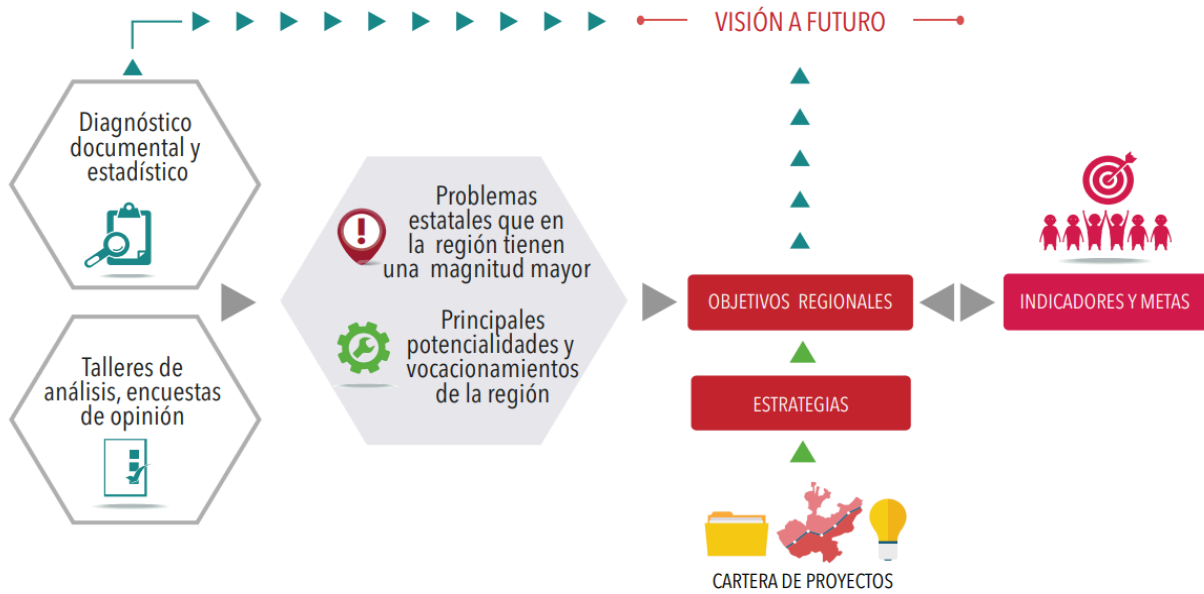 VISIÓN A FUTURO
Diagnóstico
documental y
estadístico
Talleres de
análisis, encuestas
de opinión
Problemas
estatales que en
la región tienen
una magnitud mayor
Principales
potencialidades y
vocacionamientos
de la región
OBJETIVOS REGIONALES
INDICADORES Y METAS
ESTRATEGIAS
CARTERA DE PROYECTOS